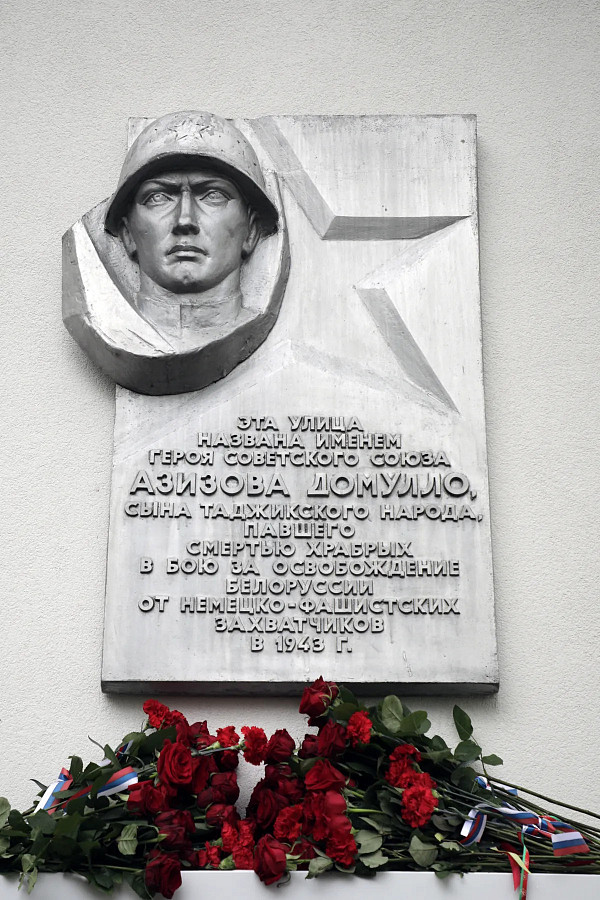 ЭТА УЛИЦА
НАЗВАНА ИМЕНЕМ
ГЕРОЯ СОВЕТСКОГО СОЮЗА
АЗИЗОВА ДОМУЛЛО,
СЫНА ТАДЖИКСКОГО НАРОДА,
ПАВШЕГО
СМЕРТЬЮ ХРАБРЫХ
В БОЮ ЗА ОСВОБОЖДЕНИЕ
БЕЛОРУССИИ
ОТ НЕМЕЦКО-ФАШИСТСКИХ
ЗАХВАТЧИКОВ
В 1943 Г.